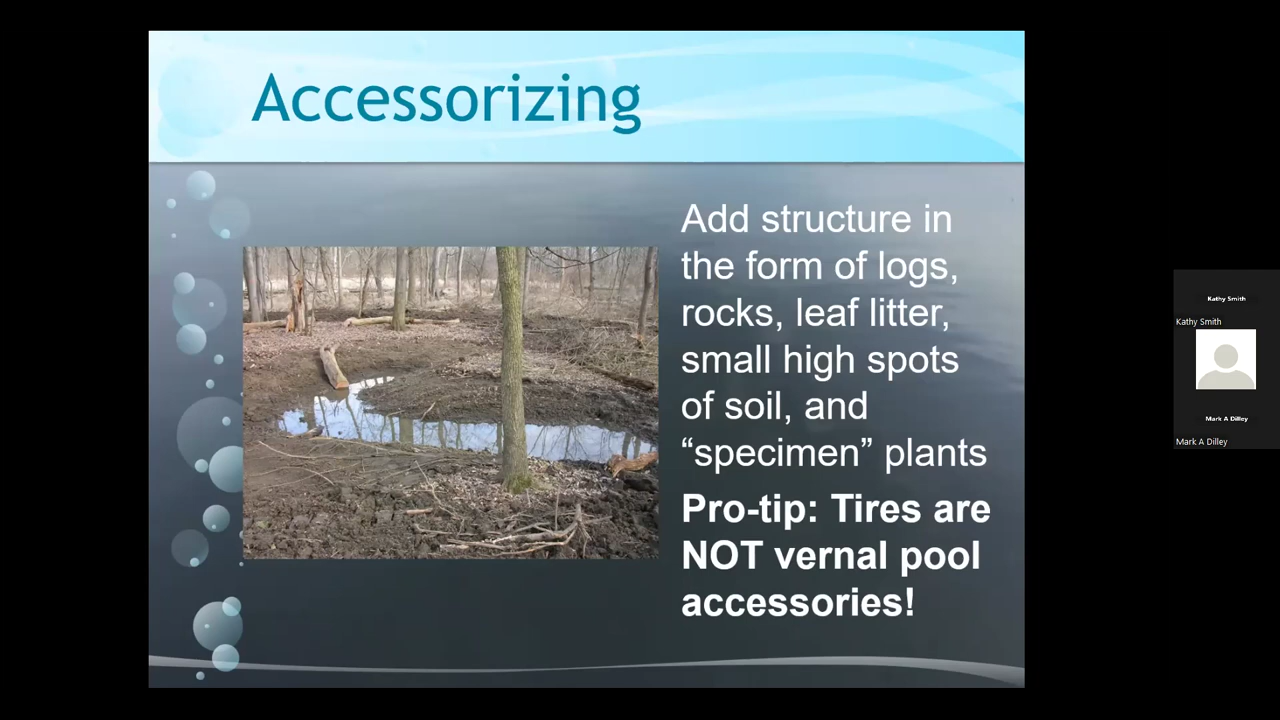 Accessorizing
Add structure in
the form of logs,
rocks, leaf litter,
small high spots
of soil, and
“specimen” plants
Pro-tip: Tires are
NOT vernal pool
accessories!
Kathy Smith
Kathy Smith
Mark A Dilley
Mark A Dilley